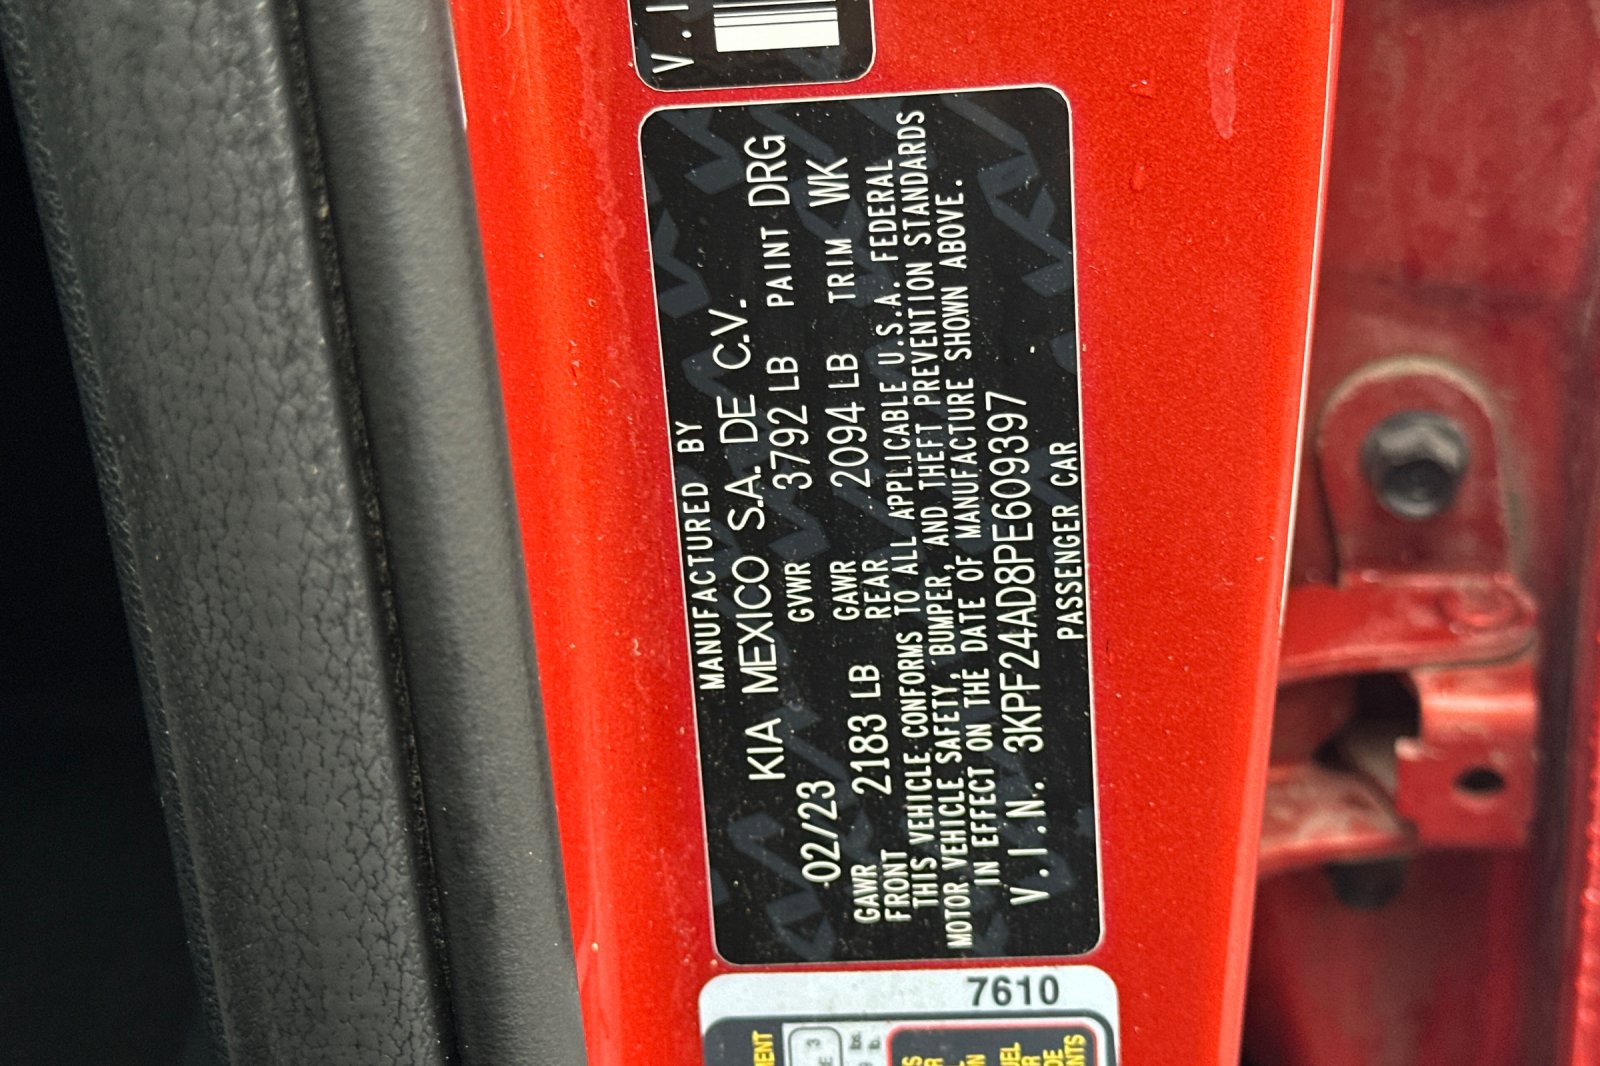 V.I
MANUFACTURED BY
KIA MEXICO S.A. DE C.V.
02/23 GVWR 3792 LB PAINT DRG
GAWR FRONT 2183 LB GAWR REAR 2094 LB TRIM WK
THIS VEHICLE CONFORMS TO ALL APPLICABLE U.S.A. FEDERAL
MOTOR VEHICLE SAFETY, BUMPER, AND THEFT PREVENTION STANDARDS
IN EFFECT ON THE DATE OF MANUFACTURE SHOWN ABOVE.
V.I.N. 3KPF24AD8PE609397
PASSENGER CAR
7610